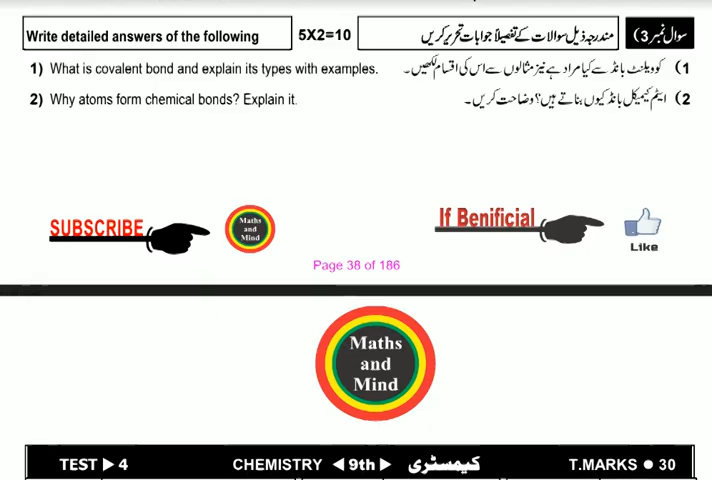 Write detailed answers of the following 5X2=10 مندرجہ ذیل سوالات کے تفصیلاً جوابات تحریر کریں سوال نمبر 3)
1) What is covalent bond and explain its types with examples. 1) کوویلنٹ بانڈ سے کیا مراد ہے نیز مثالوں سے اس کی اقسام لکھیں۔
2) Why atoms form chemical bonds? Explain it. 2) ایٹم کیمیکل بانڈ کیوں بناتے ہیں؟ وضاحت کریں۔
SUBSCRIBE
Maths
and
Mind
If Benificial
Like
Page 38 of 186
Maths
and
Mind
TEST ▶ 4 CHEMISTRY ◀ 9th ▶ کیمسٹری T.MARKS ● 30